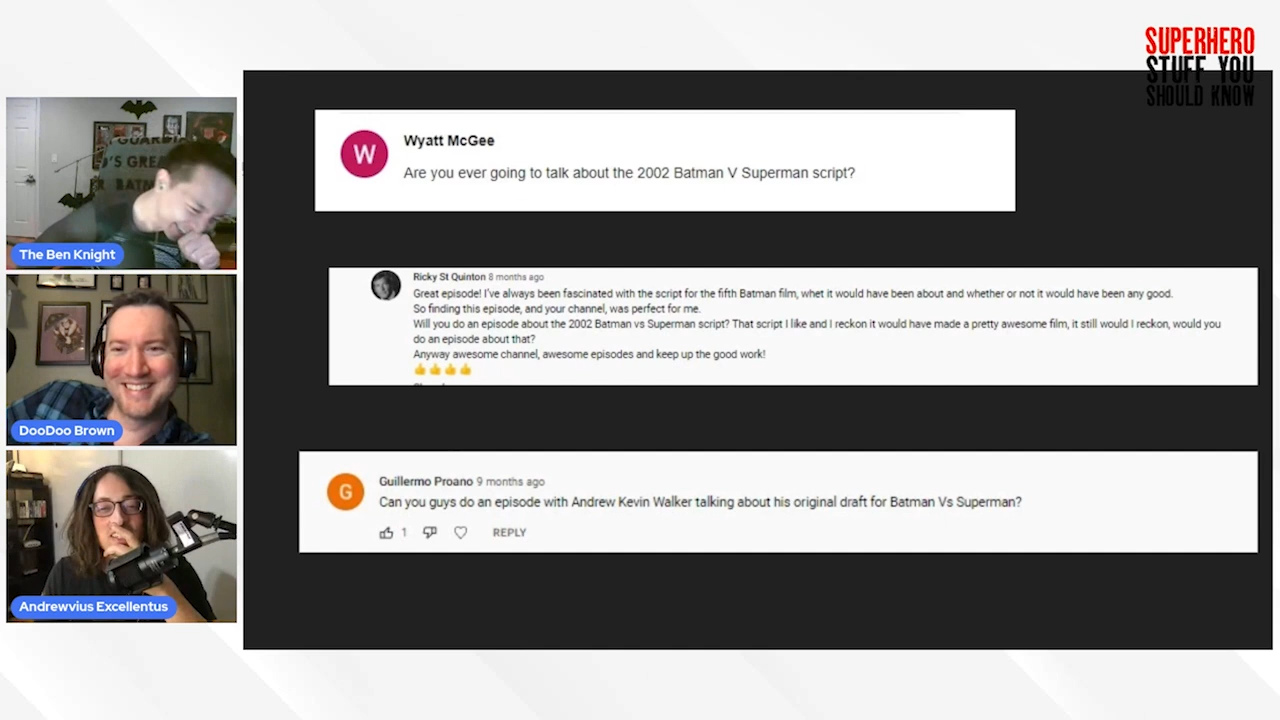 SUPERHERO
STUFF YOU
SHOULD KNOW
The Ben Knight
DooDoo Brown
Andrewvius Excellentus
W
Wyatt McGee
Are you ever going to talk about the 2002 Batman V Superman script?
Ricky St Quinton 8 months ago
Great episode! I've always been fascinated with the script for the fifth Batman film, whet it would have been about and whether or not it would have been any good.
So finding this episode, and your channel, was perfect for me.
Will you do an episode about the 2002 Batman vs Superman script? That script I like and I reckon it would have made a pretty awesome film, it still would I reckon, would you
do an episode about that?
Anyway awesome channel, awesome episodes and keep up the good work!
👍👍👍👍
G
Guillermo Proano 9 months ago
Can you guys do an episode with Andrew Kevin Walker talking about his original draft for Batman Vs Superman?
1 REPLY